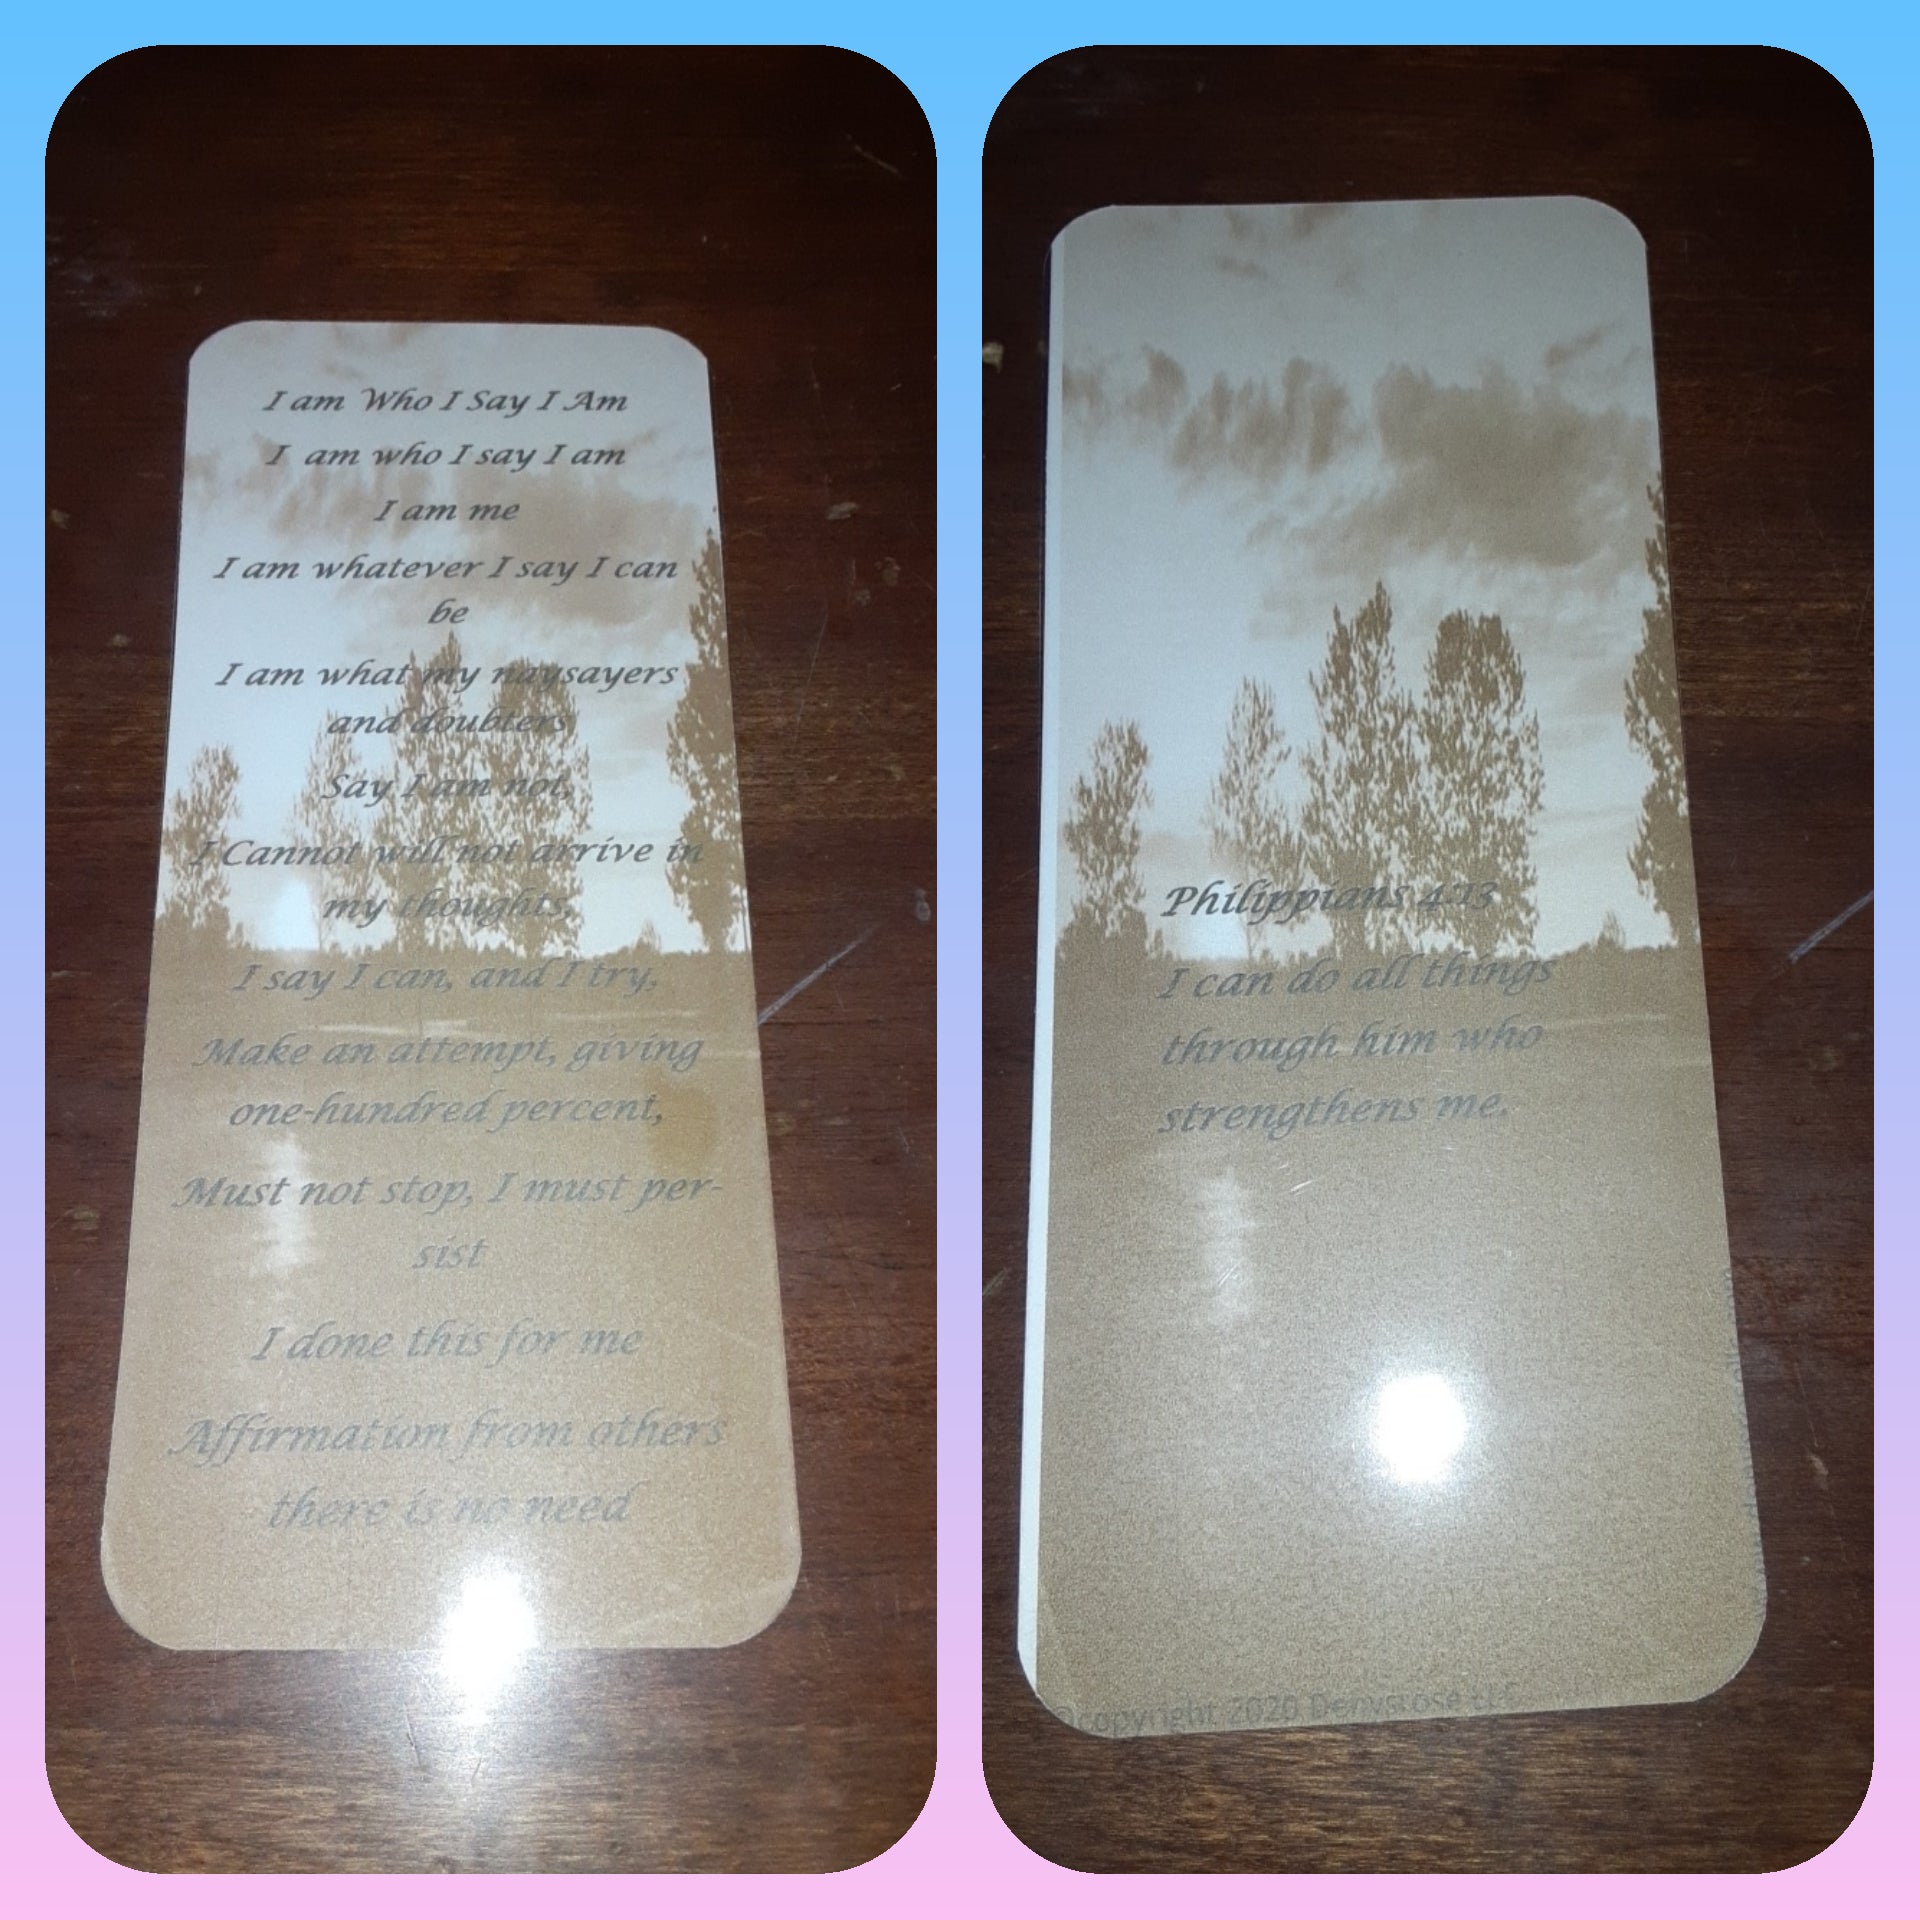 I am Who I Say I Am
I am who I say I am
I am me
I am whatever I say I can
be
I am what my naysayers
and doubters
Say I am not,
I Cannot will not arrive in
my thoughts,
I say I can, and I try,
Make an attempt, giving
one-hundred percent,
Must not stop, I must per-
sist
I done this for me
Affirmation from others
there is no need
Philippians 4:13
I can do all things
through him who
strengthens me.
©copyright 2020 Denysrose LLC